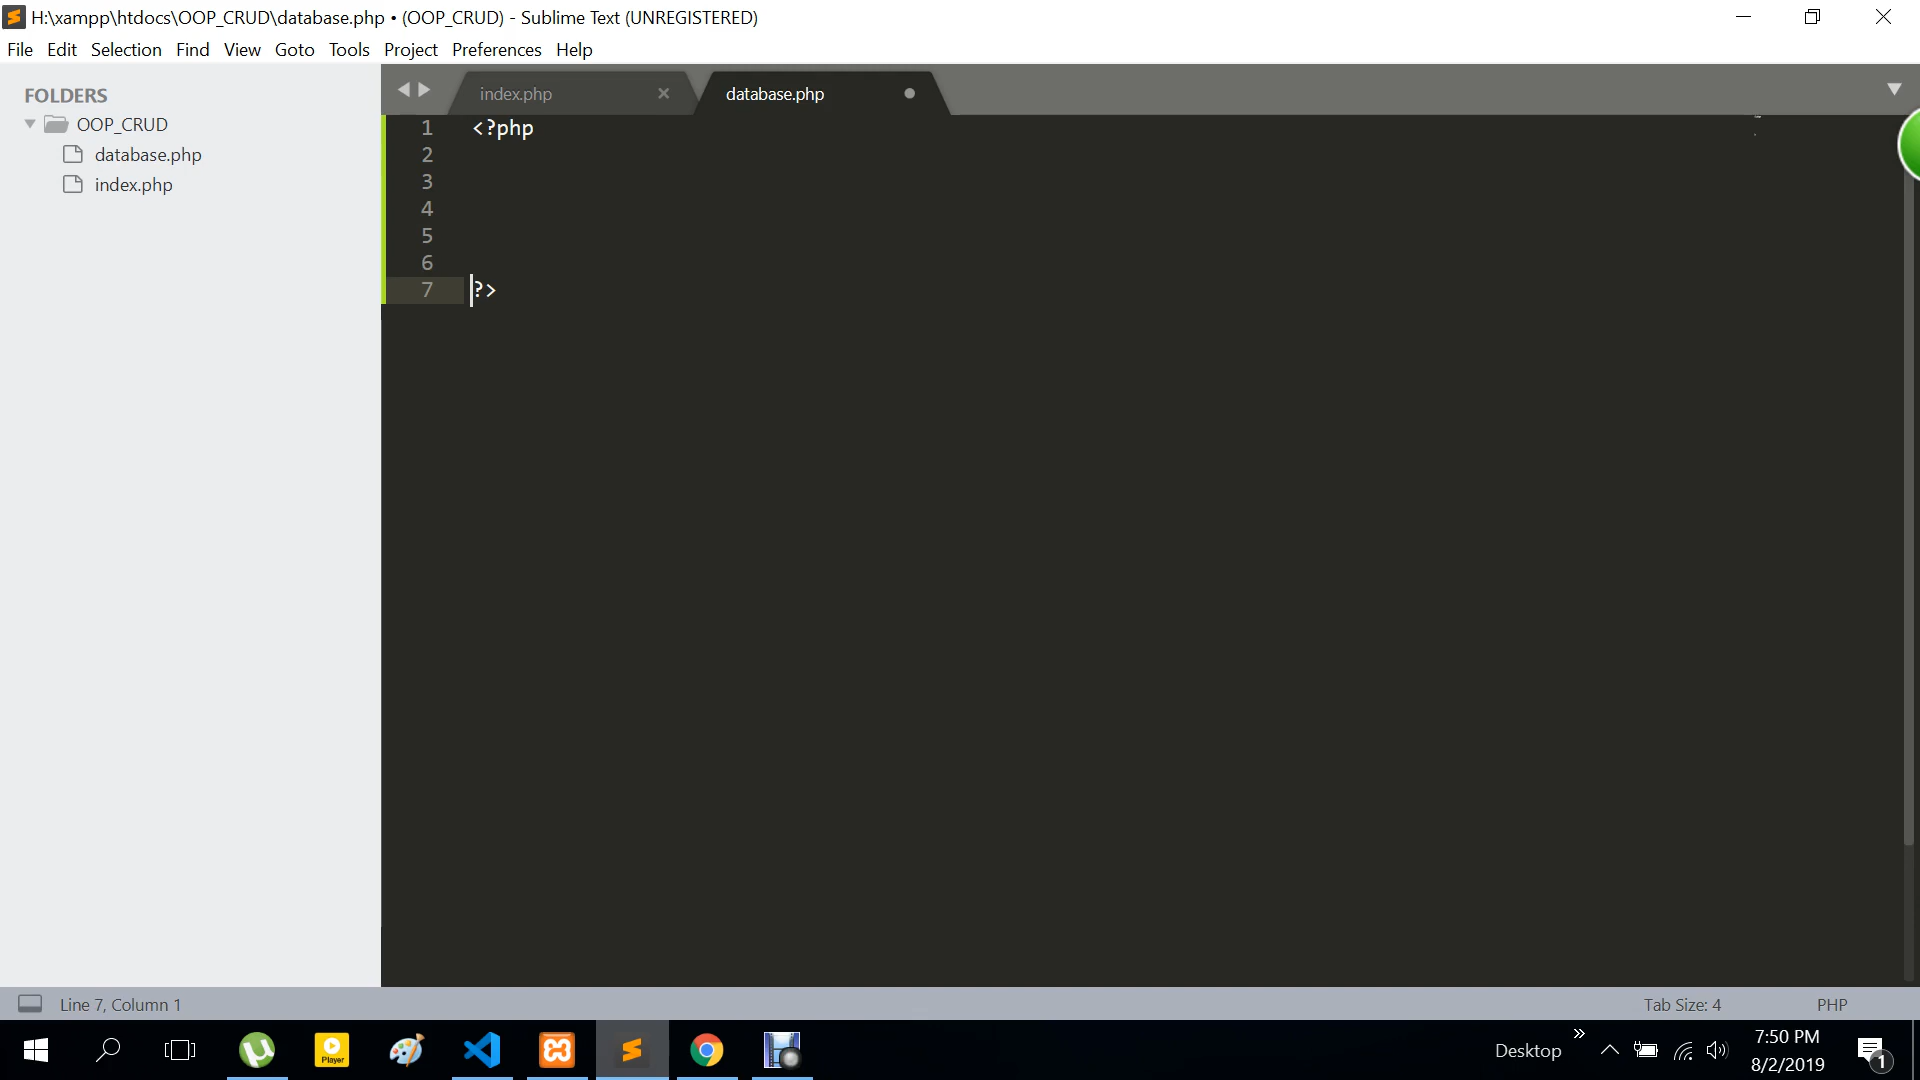 H:\xampp\htdocs\OOP_CRUD\database.php • (OOP_CRUD) - Sublime Text (UNREGISTERED)
File Edit Selection Find View Goto Tools Project Preferences Help
FOLDERS
OOP_CRUD
database.php
index.php
index.php database.php
1 <?php
2
3
4
5
6
7 ?>
Line 7, Column 1 Tab Size: 4 PHP
Player
Desktop
7:50 PM
8/2/2019
1